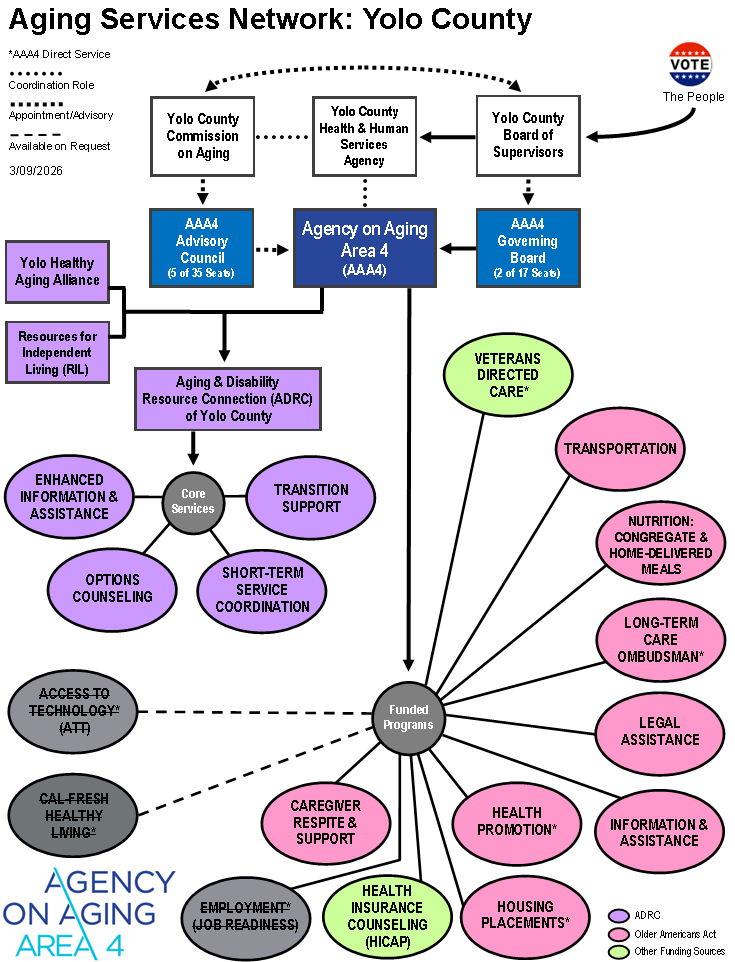 Aging Services Network: Yolo County
*AAA4 Direct Service
Coordination Role
Appointment/Advisory
Available on Request
3/09/2026
VOTE
The People
Yolo County
Commission
on Aging
Yolo County
Health & Human
Services
Agency
Yolo County
Board of
Supervisors
AAA4
Advisory
Council
(5 of 35 Seats)
Agency on Aging
Area 4
(AAA4)
AAA4
Governing
Board
(2 of 17 Seats)
Yolo Healthy
Aging Alliance
Resources for
Independent
Living (RIL)
Aging & Disability
Resource Connection (ADRC)
of Yolo County
Core
Services
ENHANCED
INFORMATION &
ASSISTANCE
TRANSITION
SUPPORT
OPTIONS
COUNSELING
SHORT-TERM
SERVICE
COORDINATION
VETERANS
DIRECTED
CARE*
TRANSPORTATION
NUTRITION:
CONGREGATE &
HOME-DELIVERED
MEALS
LONG-TERM
CARE
OMBUDSMAN*
LEGAL
ASSISTANCE
INFORMATION &
ASSISTANCE
Funded
Programs
ACCESS TO
TECHNOLOGY*
(ATT)
CAL-FRESH
HEALTHY
LIVING*
CAREGIVER
RESPITE &
SUPPORT
HEALTH
PROMOTION*
EMPLOYMENT*
(JOB READINESS)
HEALTH
INSURANCE
COUNSELING
(HICAP)
HOUSING
PLACEMENTS*
AGENCY
ON AGING
AREA 4
ADRC
Older Americans Act
Other Funding Sources